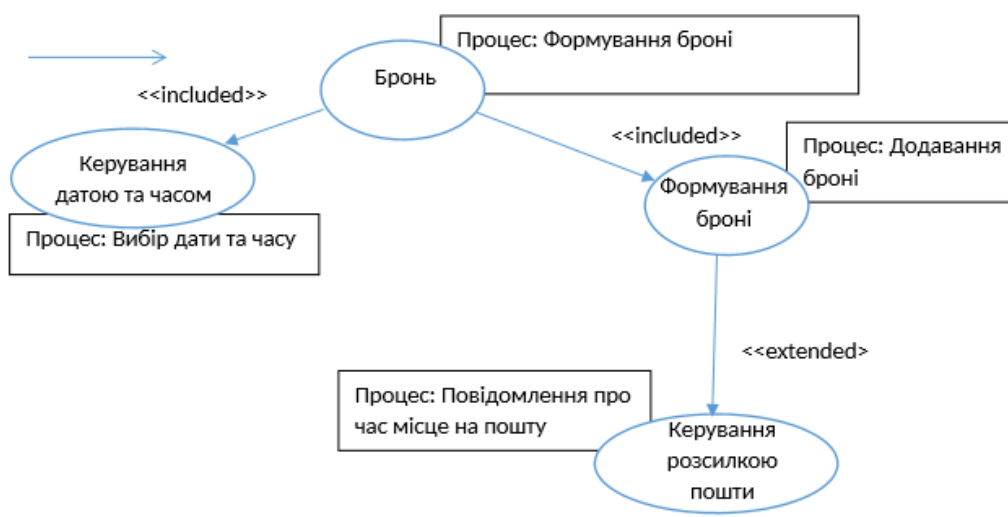 Процес: Формування броні
Бронь
<<included>>
<<included>>
Процес: Додавання
броні
Керування
датою та часом
Формування
броні
Процес: Вибір дати та часу
<<extended>
Процес: Повідомлення про
час місце на пошту
Керування
розсилкою
пошти